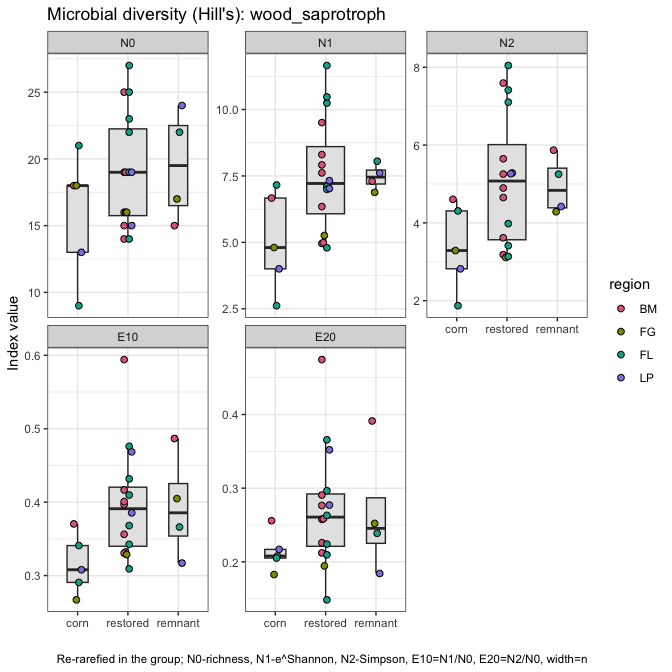 Microbial diversity (Hill's): wood_saprotroph
N0
N1
N2
25
20
15
10
10.0
7.5
5.0
2.5
8
6
4
2
corn restored remnant
Index value
region
BM
FG
FL
LP
E10
E20
0.6
0.5
0.4
0.3
0.4
0.3
0.2
corn restored remnant
corn restored remnant
Re-rarefied in the group; N0-richness, N1-e^Shannon, N2-Simpson, E10=N1/N0, E20=N2/N0, width=n